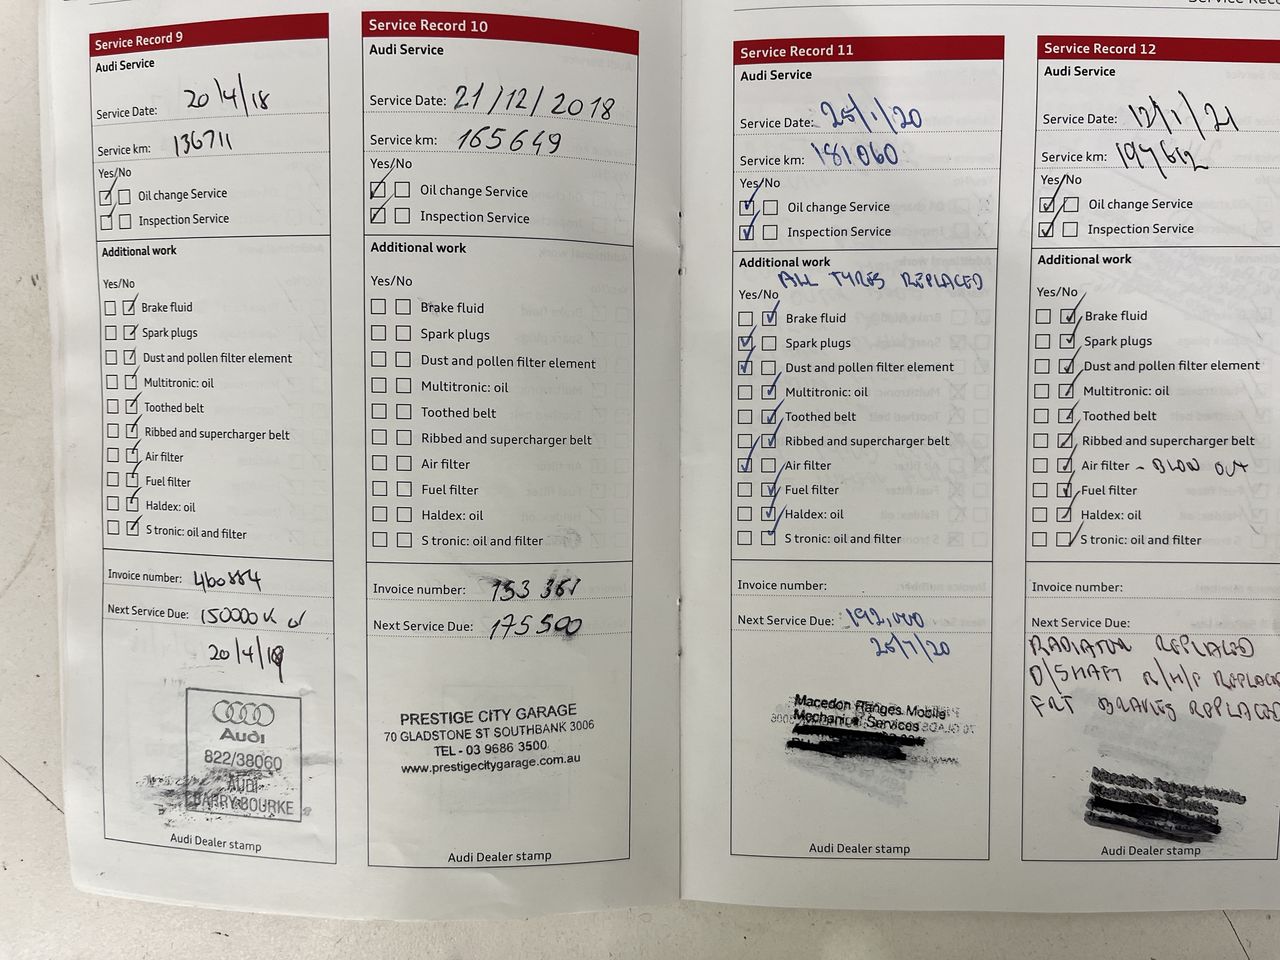 Service Record 9
Audi Service
Service Date: 20/4/18
Service km: 136711
Yes/No
Oil change Service
Inspection Service
Additional work
Yes/No
Brake fluid
Spark plugs
Dust and pollen filter element
Multitronic: oil
Toothed belt
Ribbed and supercharger belt
Air filter
Fuel filter
Haldex: oil
S tronic: oil and filter
Invoice number: 460884
Next Service Due: 150000 K or
20/4/19
Audi
822/38060
AUDI
BARRY BOURKE
Audi Dealer stamp
Service Record 10
Audi Service
Service Date: 21/12/2018
Service km: 165649
Yes/No
Oil change Service
Inspection Service
Additional work
Yes/No
Brake fluid
Spark plugs
Dust and pollen filter element
Multitronic: oil
Toothed belt
Ribbed and supercharger belt
Air filter
Fuel filter
Haldex: oil
S tronic: oil and filter
Invoice number: 153
Next Service Due: 175500
PRESTIGE CITY GARAGE
70 GLADSTONE ST SOUTHBANK 3006
TEL - 03 9686 3500
www.prestigecitygarage.com.au
Audi Dealer stamp
Service Record 11
Audi Service
Service Date: 25/1/20
Service km: 181060
Yes/No
Oil change Service
Inspection Service
Additional work
ALL TYRES REPLACED
Yes/No
Brake fluid
Spark plugs
Dust and pollen filter element
Multitronic: oil
Toothed belt
Ribbed and supercharger belt
Air filter
Fuel filter
Haldex: oil
S tronic: oil and filter
Invoice number:
Next Service Due: 192,000
25/7/20
Macedon Ranges Mobile
Mechanic Services
Audi Dealer stamp
Service Record 12
Audi Service
Service Date: 12/1/21
Service km: 197612
Yes/No
Oil change Service
Inspection Service
Additional work
Yes/No
Brake fluid
Spark plugs
Dust and pollen filter element
Multitronic: oil
Toothed belt
Ribbed and supercharger belt
Air filter - BLOW OUT
Fuel filter
Haldex: oil
S tronic: oil and filter
Invoice number:
Next Service Due:
RADIATOR REPLACED
D/SHAFT R/H/F REPLACED
FRT BRAKES REPLACED
Audi Dealer stamp